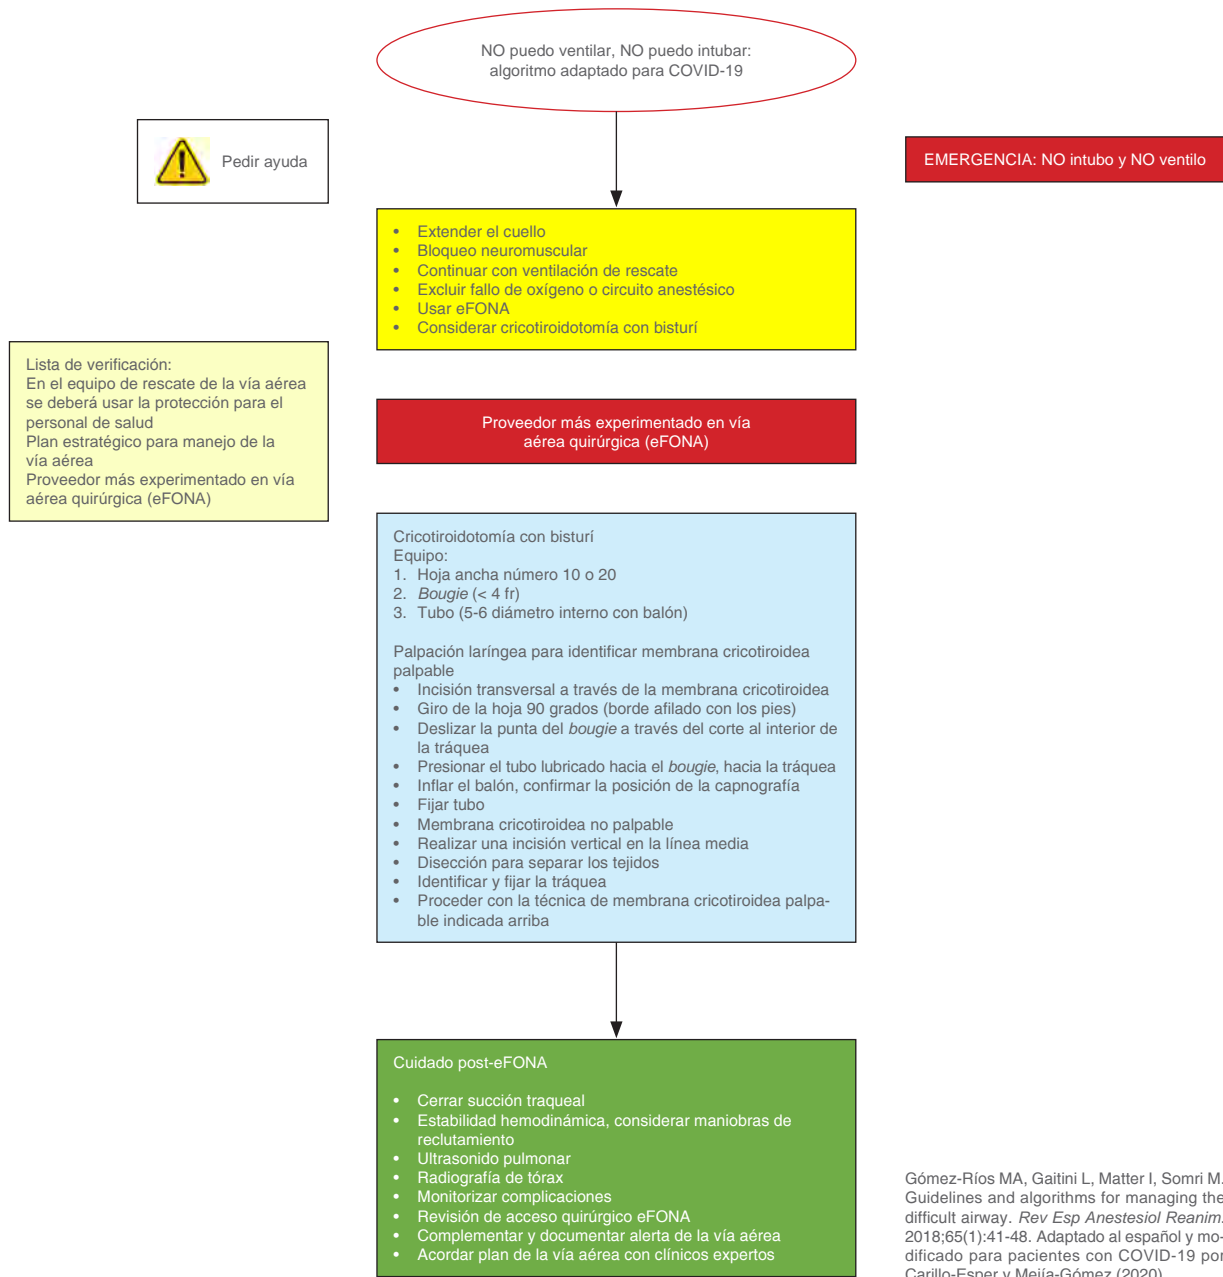 NO puedo ventilar, NO puedo intubar:
algoritmo adaptado para COVID-19
Pedir ayuda
EMERGENCIA: NO intubo y NO ventilo
• Extender el cuello
• Bloqueo neuromuscular
• Continuar con ventilación de rescate
• Excluir fallo de oxígeno o circuito anestésico
• Usar eFONA
• Considerar cricotiroidotomía con bisturí
Lista de verificación:
En el equipo de rescate de la vía aérea
se deberá usar la protección para el
personal de salud
Plan estratégico para manejo de la
vía aérea
Proveedor más experimentado en vía
aérea quirúrgica (eFONA)
Proveedor más experimentado en vía
aérea quirúrgica (eFONA)
Cricotiroidotomía con bisturí
Equipo:
1. Hoja ancha número 10 o 20
2. Bougie (< 4 fr)
3. Tubo (5-6 diámetro interno con balón)
Palpación laríngea para identificar membrana cricotiroidea
palpable
• Incisión transversal a través de la membrana cricotiroidea
• Giro de la hoja 90 grados (borde afilado con los pies)
• Deslizar la punta del bougie a través del corte al interior de
la tráquea
• Presionar el tubo lubricado hacia el bougie, hacia la tráquea
• Inflar el balón, confirmar la posición de la capnografía
• Fijar tubo
• Membrana cricotiroidea no palpable
• Realizar una incisión vertical en la línea media
• Disección para separar los tejidos
• Identificar y fijar la tráquea
• Proceder con la técnica de membrana cricotiroidea palpa-
ble indicada arriba
Cuidado post-eFONA
• Cerrar succión traqueal
• Estabilidad hemodinámica, considerar maniobras de
reclutamiento
• Ultrasonido pulmonar
• Radiografía de tórax
• Monitorizar complicaciones
• Revisión de acceso quirúrgico eFONA
• Complementar y documentar alerta de la vía aérea
• Acordar plan de la vía aérea con clínicos expertos
Gómez-Ríos MA, Gaitini L, Matter I, Somri M.
Guidelines and algorithms for managing the
difficult airway. Rev Esp Anestesiol Reanim.
2018;65(1):41-48. Adaptado al español y mo-
dificado para pacientes con COVID-19 por
Carillo-Esper y Mejía-Gómez (2020).